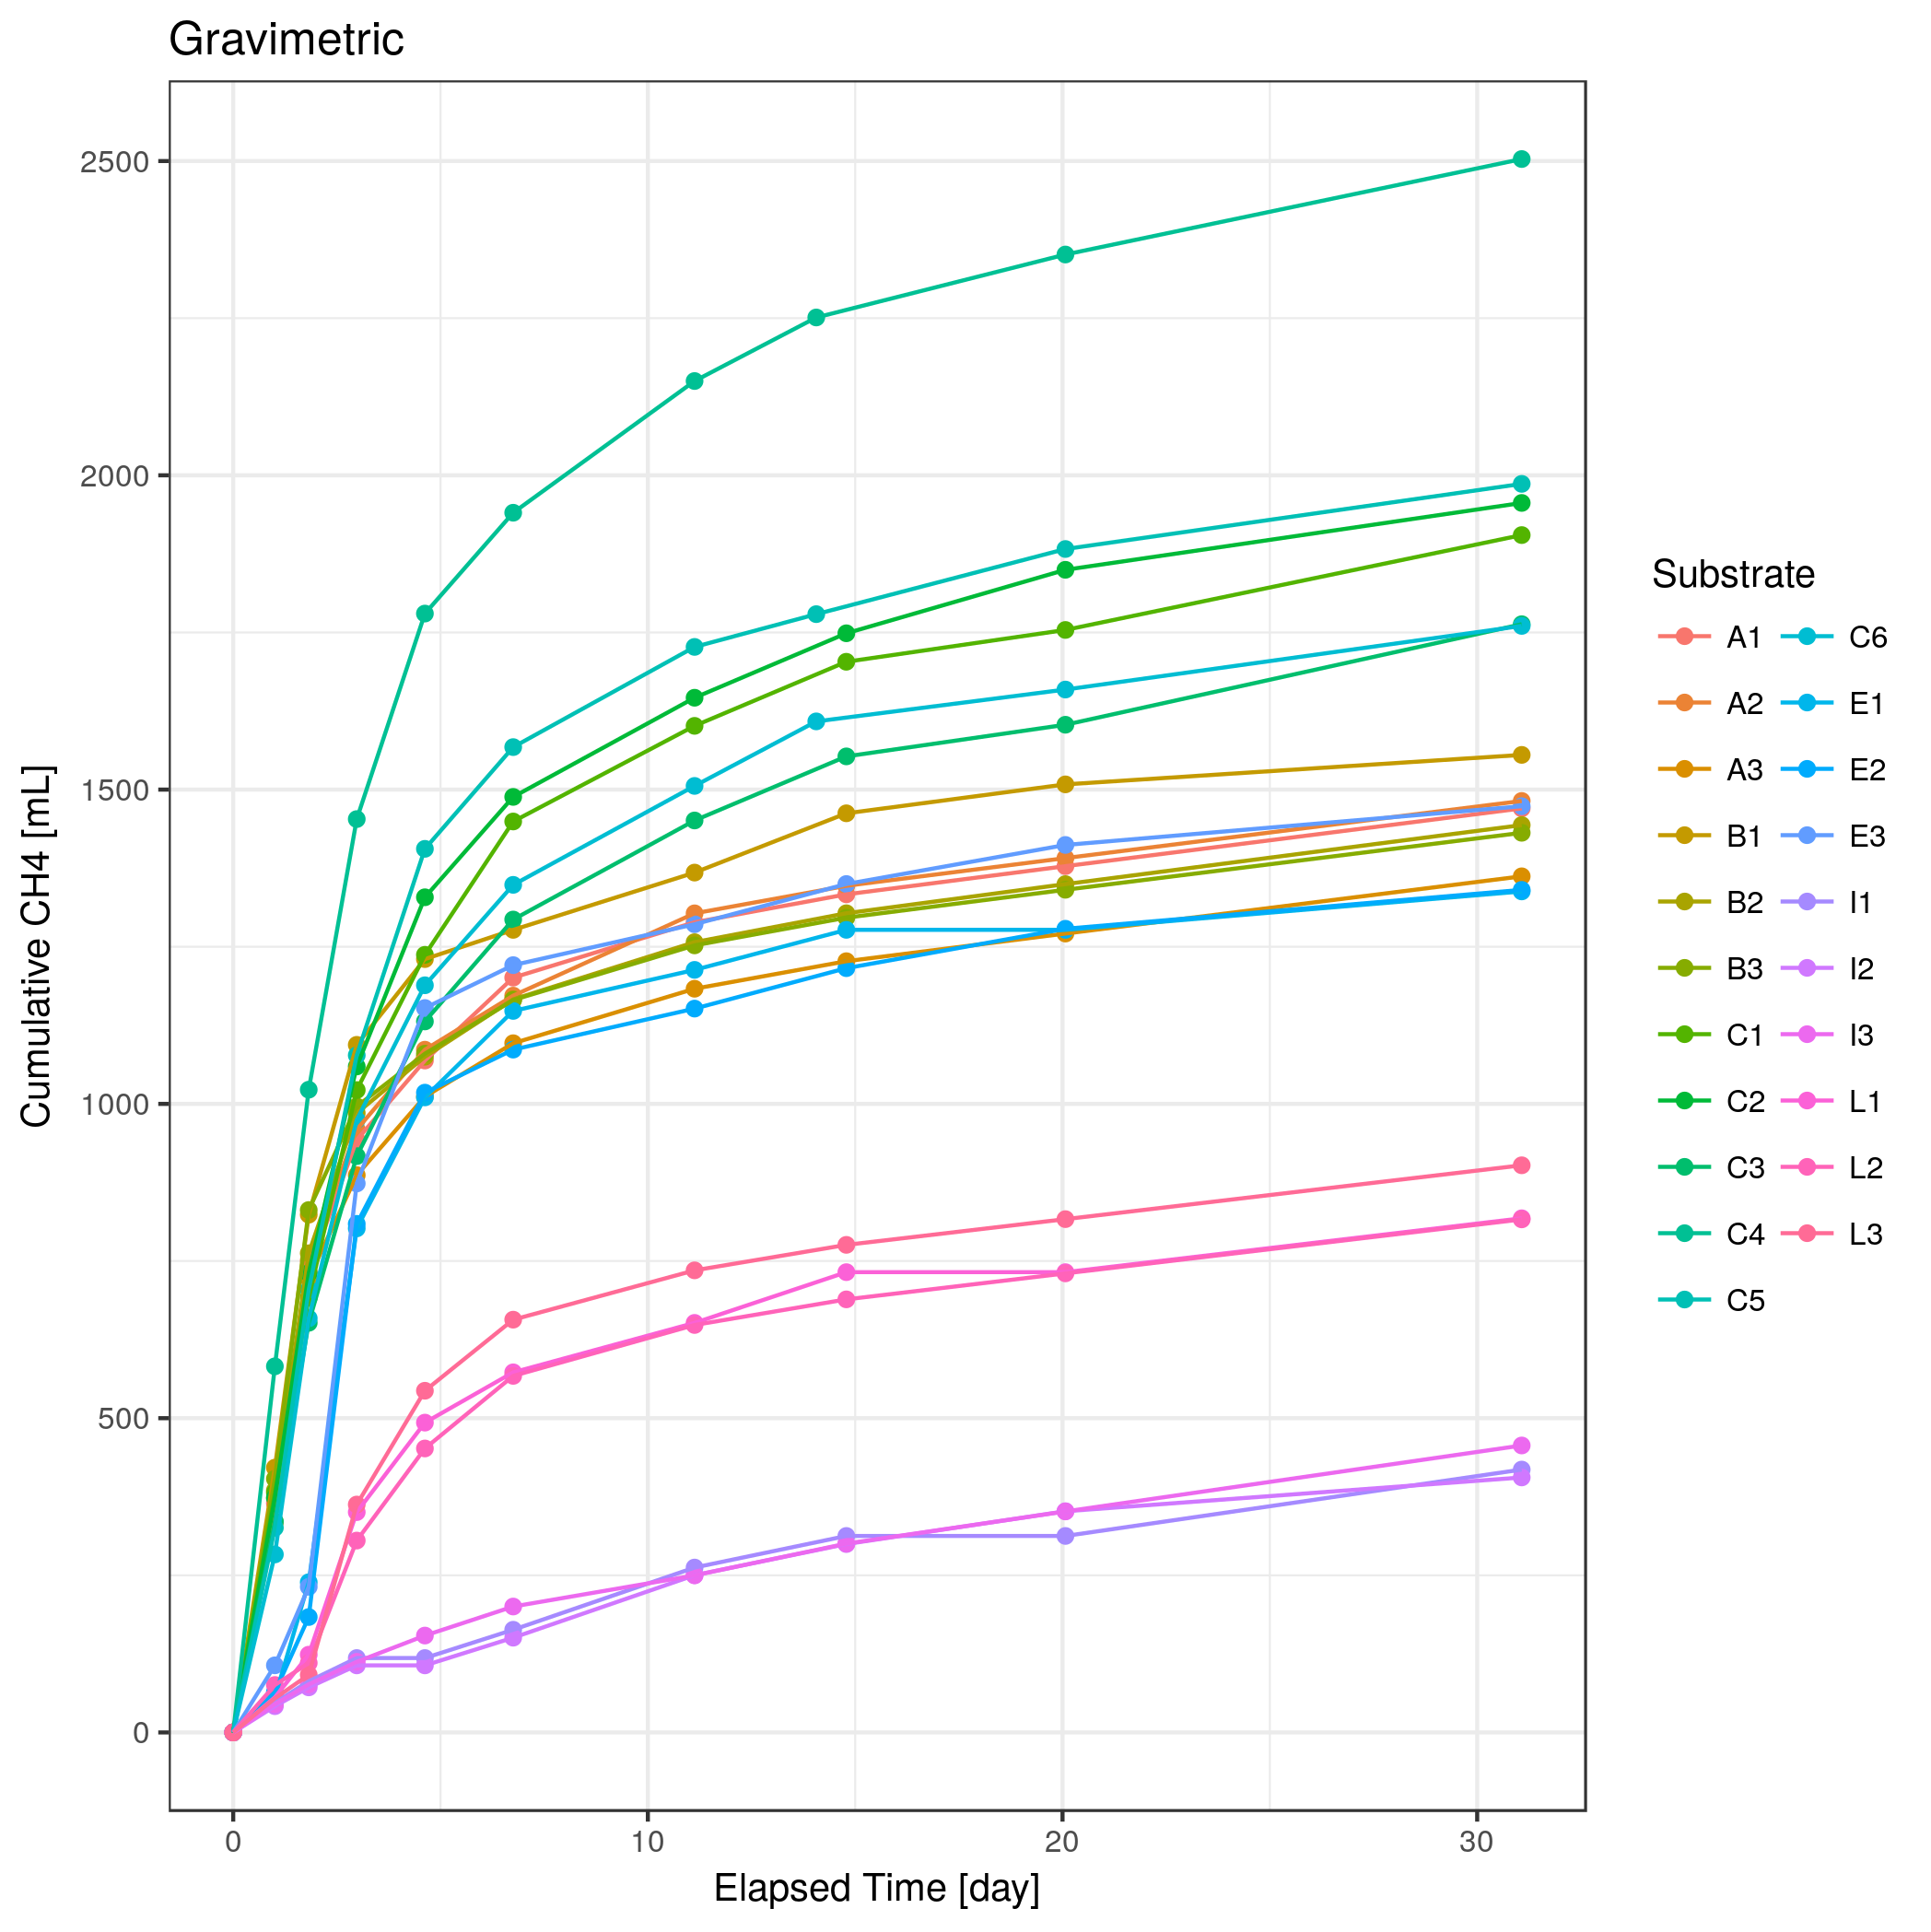 Gravimetric
Cumulative CH4 [mL]
2500
2000
1500
1000
500
0
0 10 20 30
Elapsed Time [day]
Substrate
A1 C6
A2 E1
A3 E2
B1 E3
B2 I1
B3 I2
C1 I3
C2 L1
C3 L2
C4 L3
C5